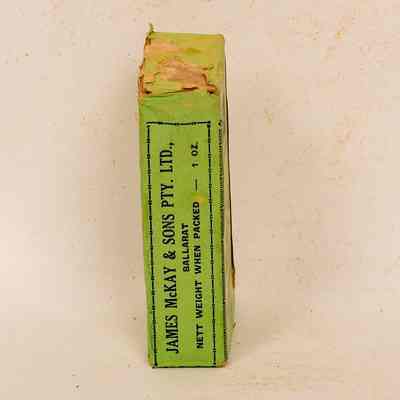 JAMES McKAY & SONS PTY. LTD.,
BALLARAT
NETT WEIGHT WHEN PACKED — 1 OZ.